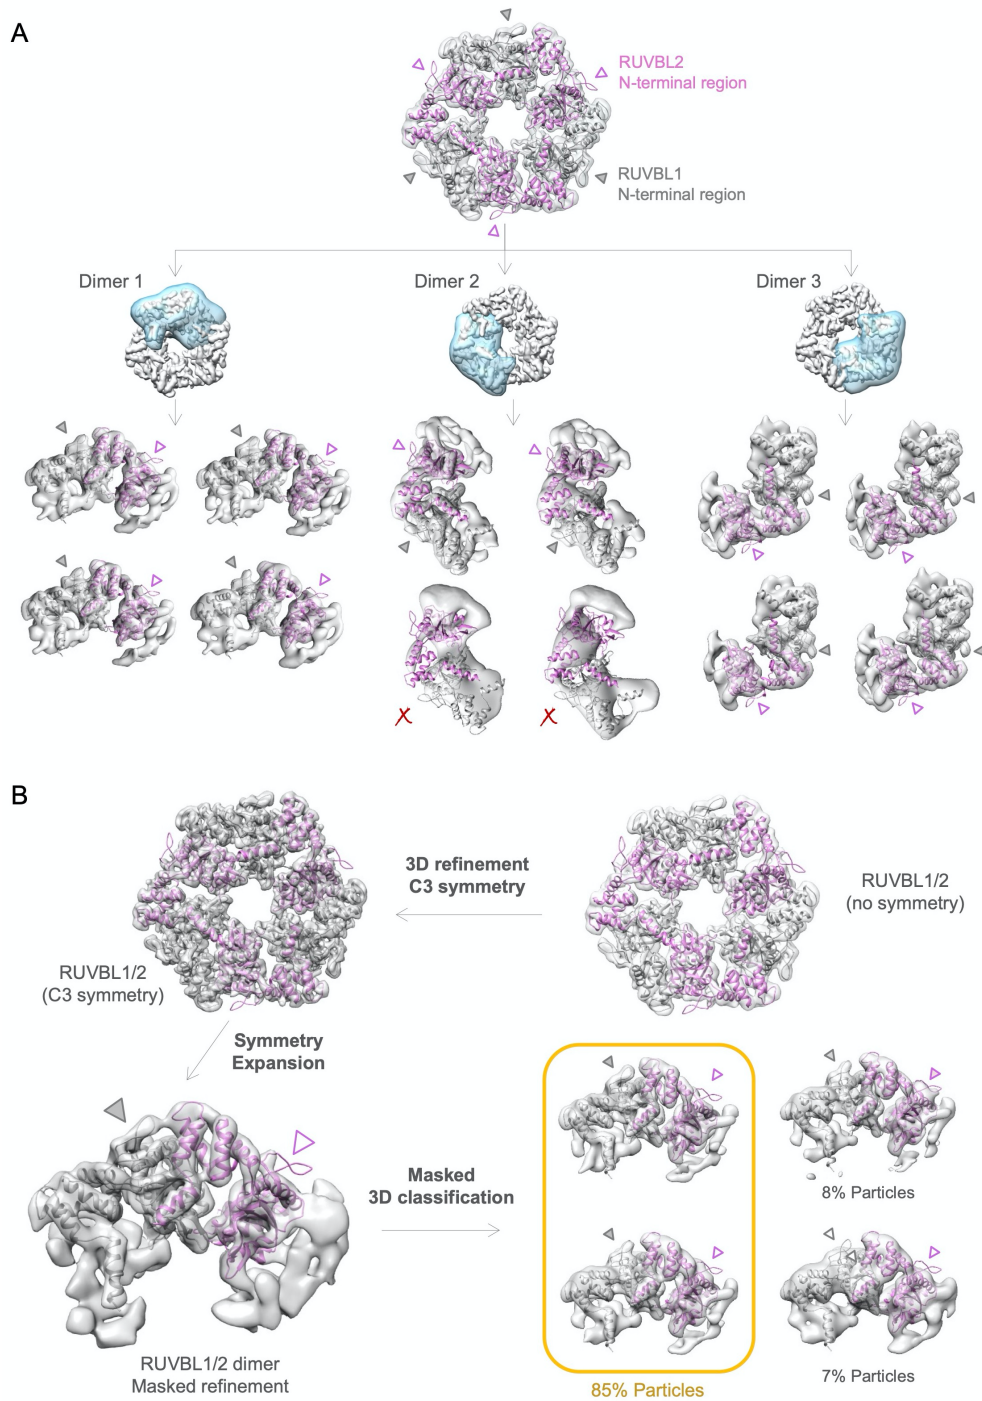 A
RUVBL2
N-terminal region
RUVBL1
N-terminal region
Dimer 1
Dimer 2
Dimer 3
X
X
B
3D refinement
C3 symmetry
RUVBL1/2
(no symmetry)
RUVBL1/2
(C3 symmetry)
Symmetry
Expansion
Masked
3D classification
8% Particles
RUVBL1/2 dimer
Masked refinement
85% Particles
7% Particles